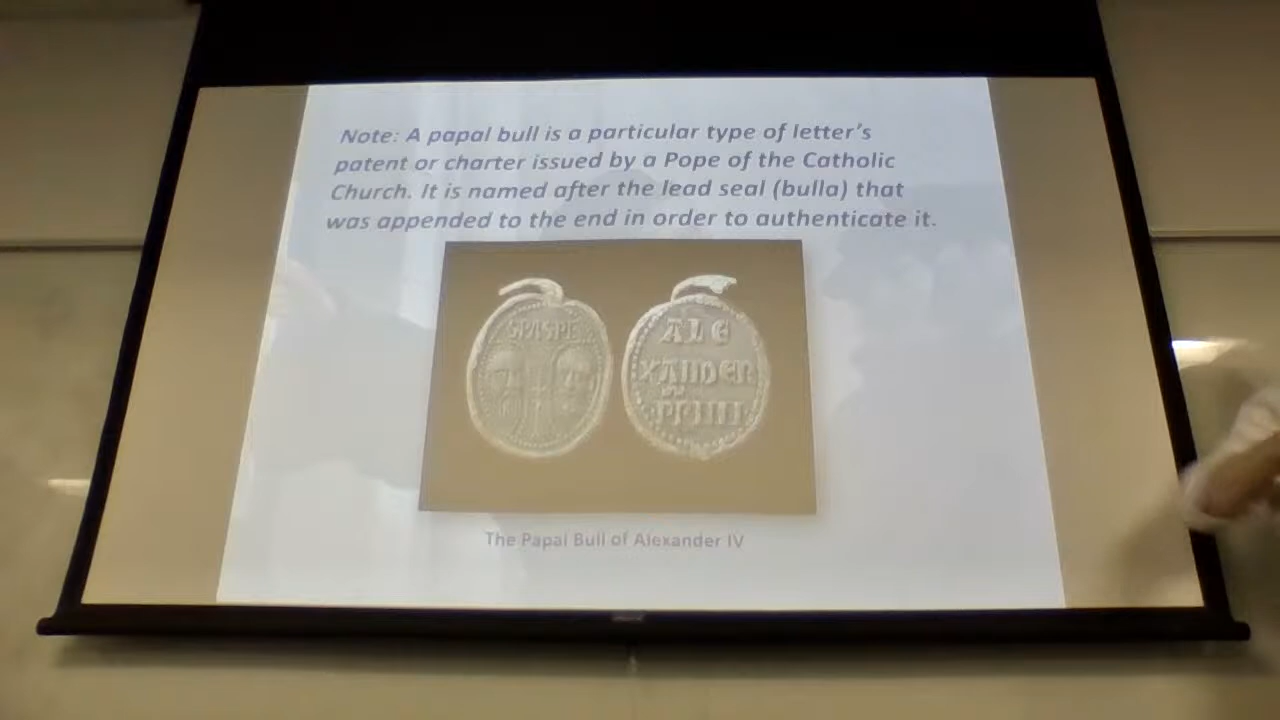 Note: A papal bull is a particular type of letter's
patent or charter issued by a Pope of the Catholic
Church. It is named after the lead seal (bulla) that
was appended to the end in order to authenticate it.
SPASPE
ALE
XANDER
PP IIII
The Papal Bull of Alexander IV